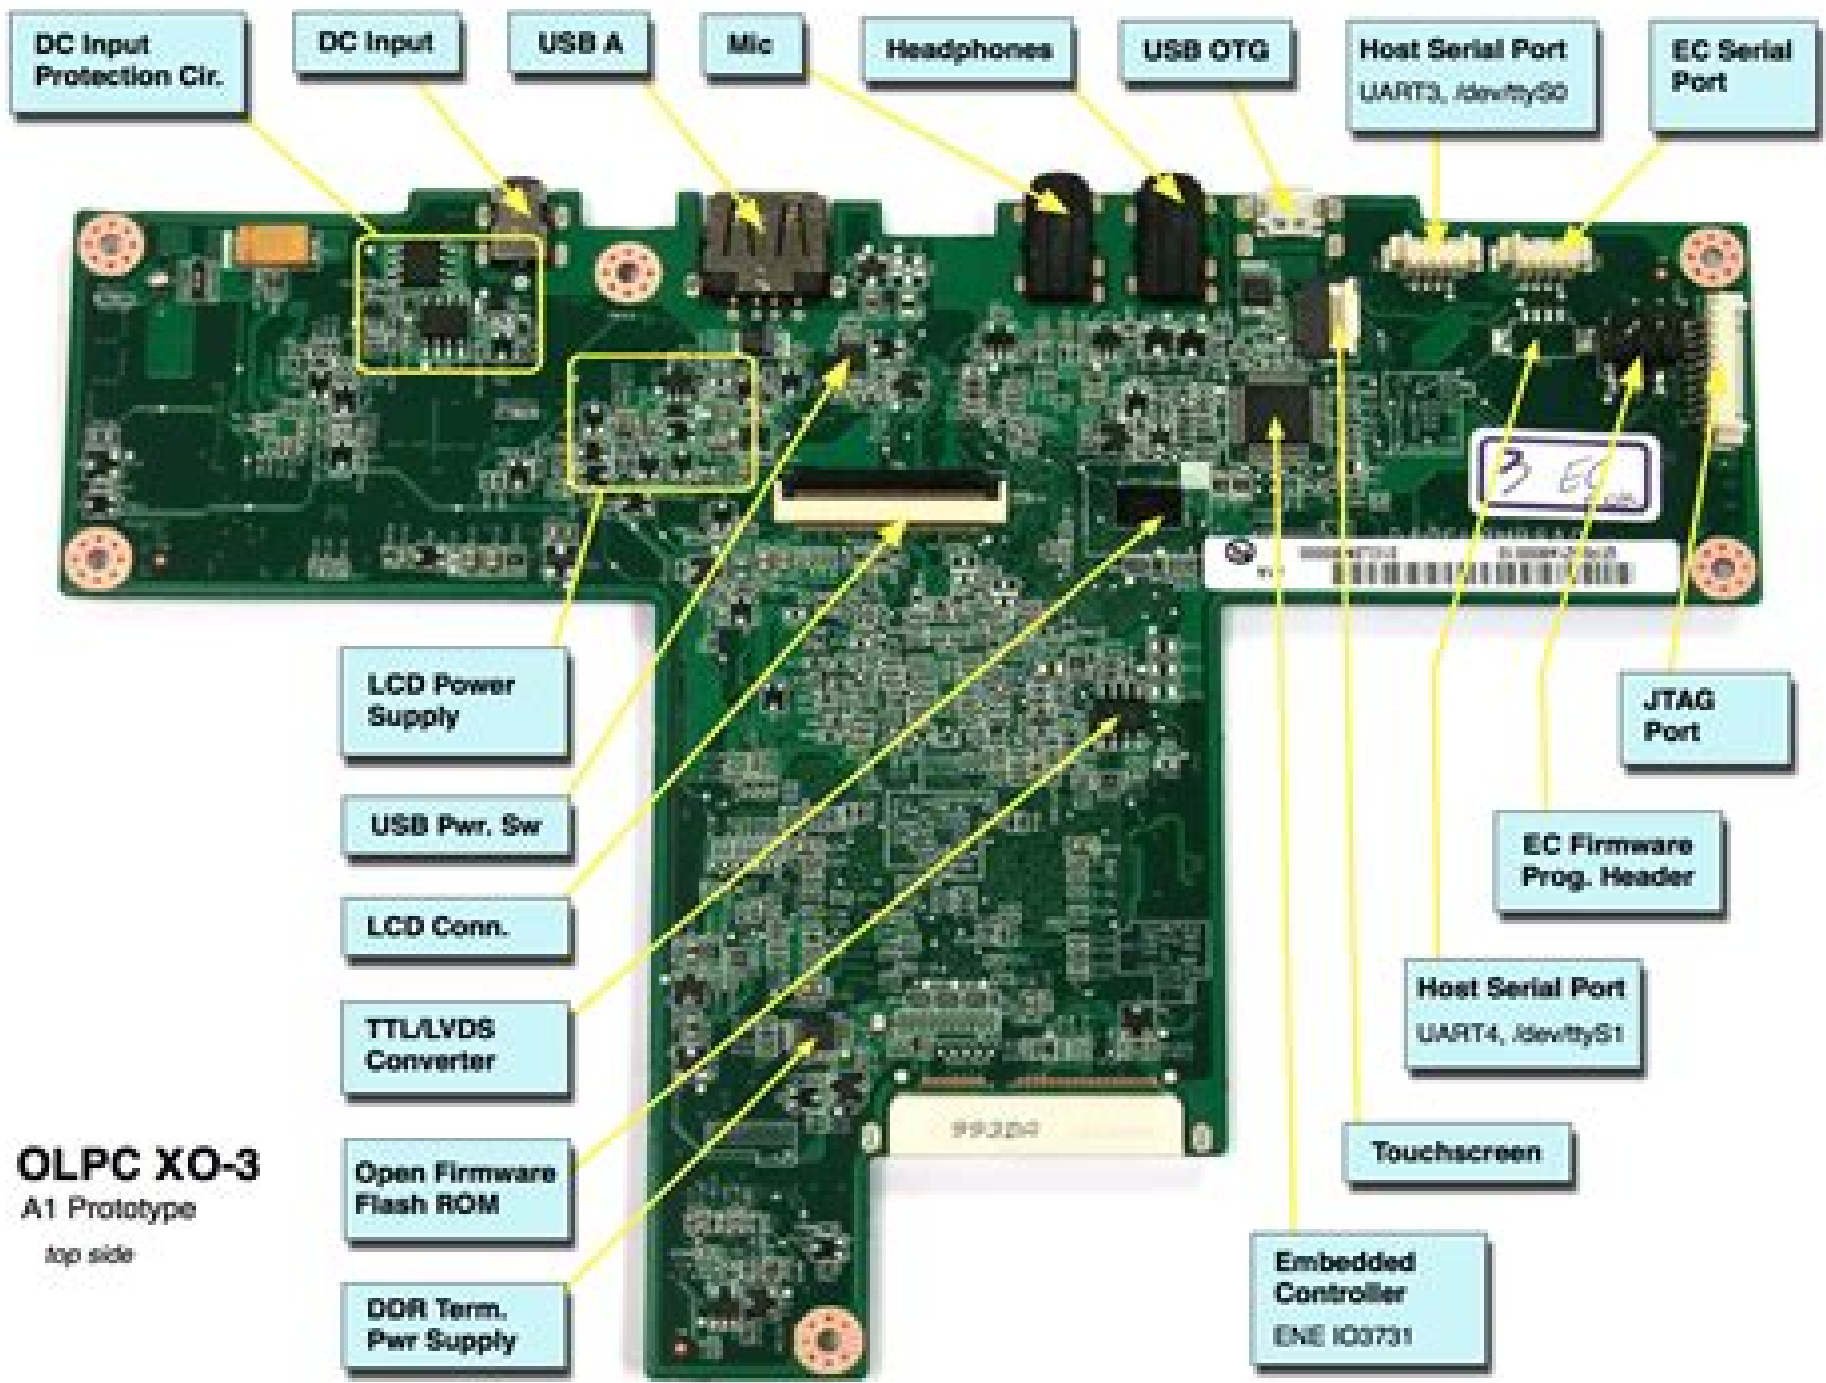 DC Input
Protection Cir.
DC Input
USB A
Mic
Headphones
USB OTG
Host Serial Port
UART3, /dev/ttyS0
EC Serial
Port
3 EC
LCD Power
Supply
JTAG
Port
USB Pwr. Sw
EC Firmware
Prog. Header
LCD Conn.
Host Serial Port
UART4, /dev/ttyS1
TTL/LVDS
Converter
Touchscreen
OLPC XO-3
A1 Prototype
top side
Open Firmware
Flash ROM
Embedded
Controller
ENE IO3731
DDR Term.
Pwr Supply